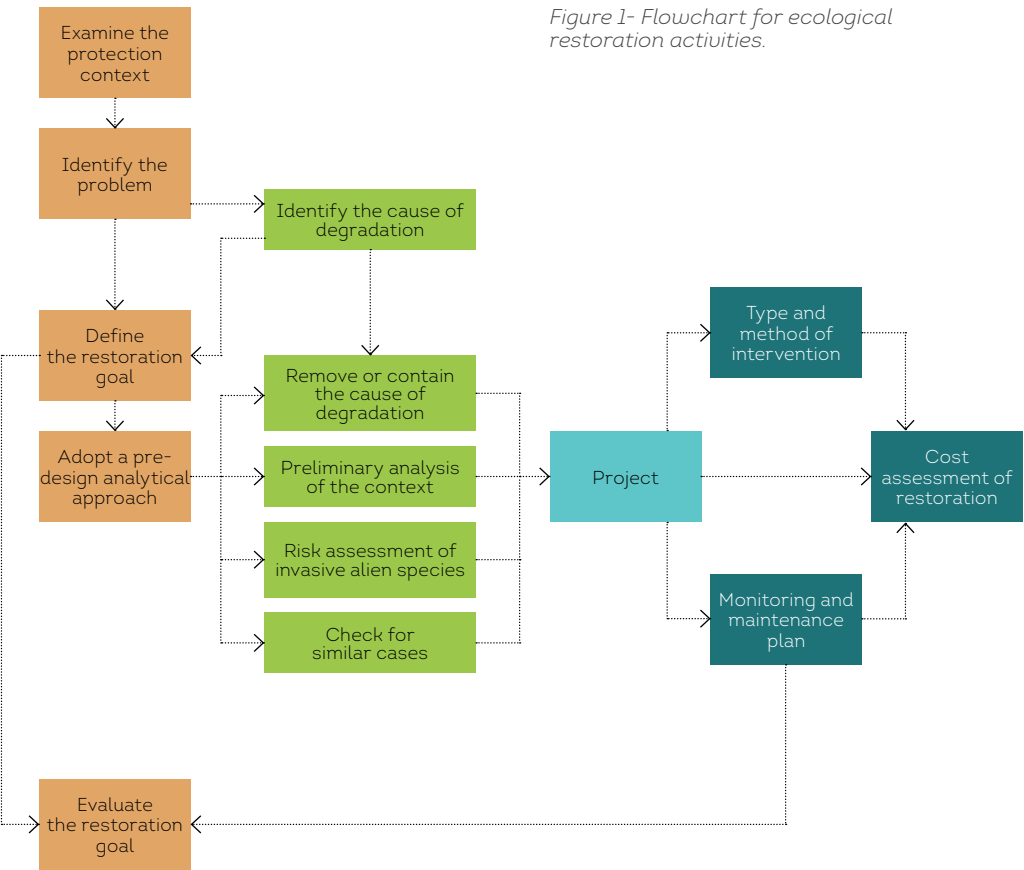 Figure 1- Flowchart for ecological
restoration activities.
Examine the
protection
context
Identify the
problem
Identify the cause of
degradation
Define
the restoration
goal
Adopt a pre-
design analytical
approach
Remove or contain
the cause of
degradation
Preliminary analysis
of the context
Risk assessment of
invasive alien species
Check for
similar cases
Project
Type and
method of
intervention
Monitoring and
maintenance
plan
Cost
assessment of
restoration
Evaluate
the restoration
goal